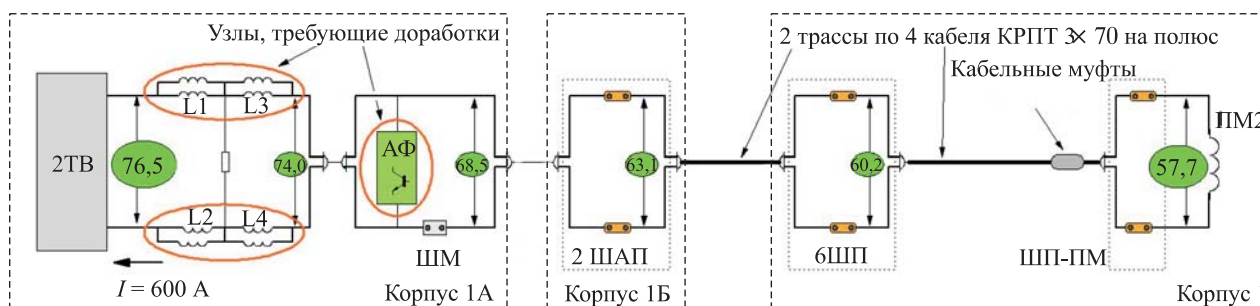 Узлы, требующие доработки
2 трассы по 4 кабеля КРПТ 3× 70 на полюс
Кабельные муфты
L1
L3
ПМ2
АФ
2ТВ
76,5
74,0
68,5
63,1
60,2
57,7
L2
L4
ШМ
2 ШАП
6ШП
ШП-ПМ
I = 600 А
Корпус 1А
Корпус 1Б
Корпус